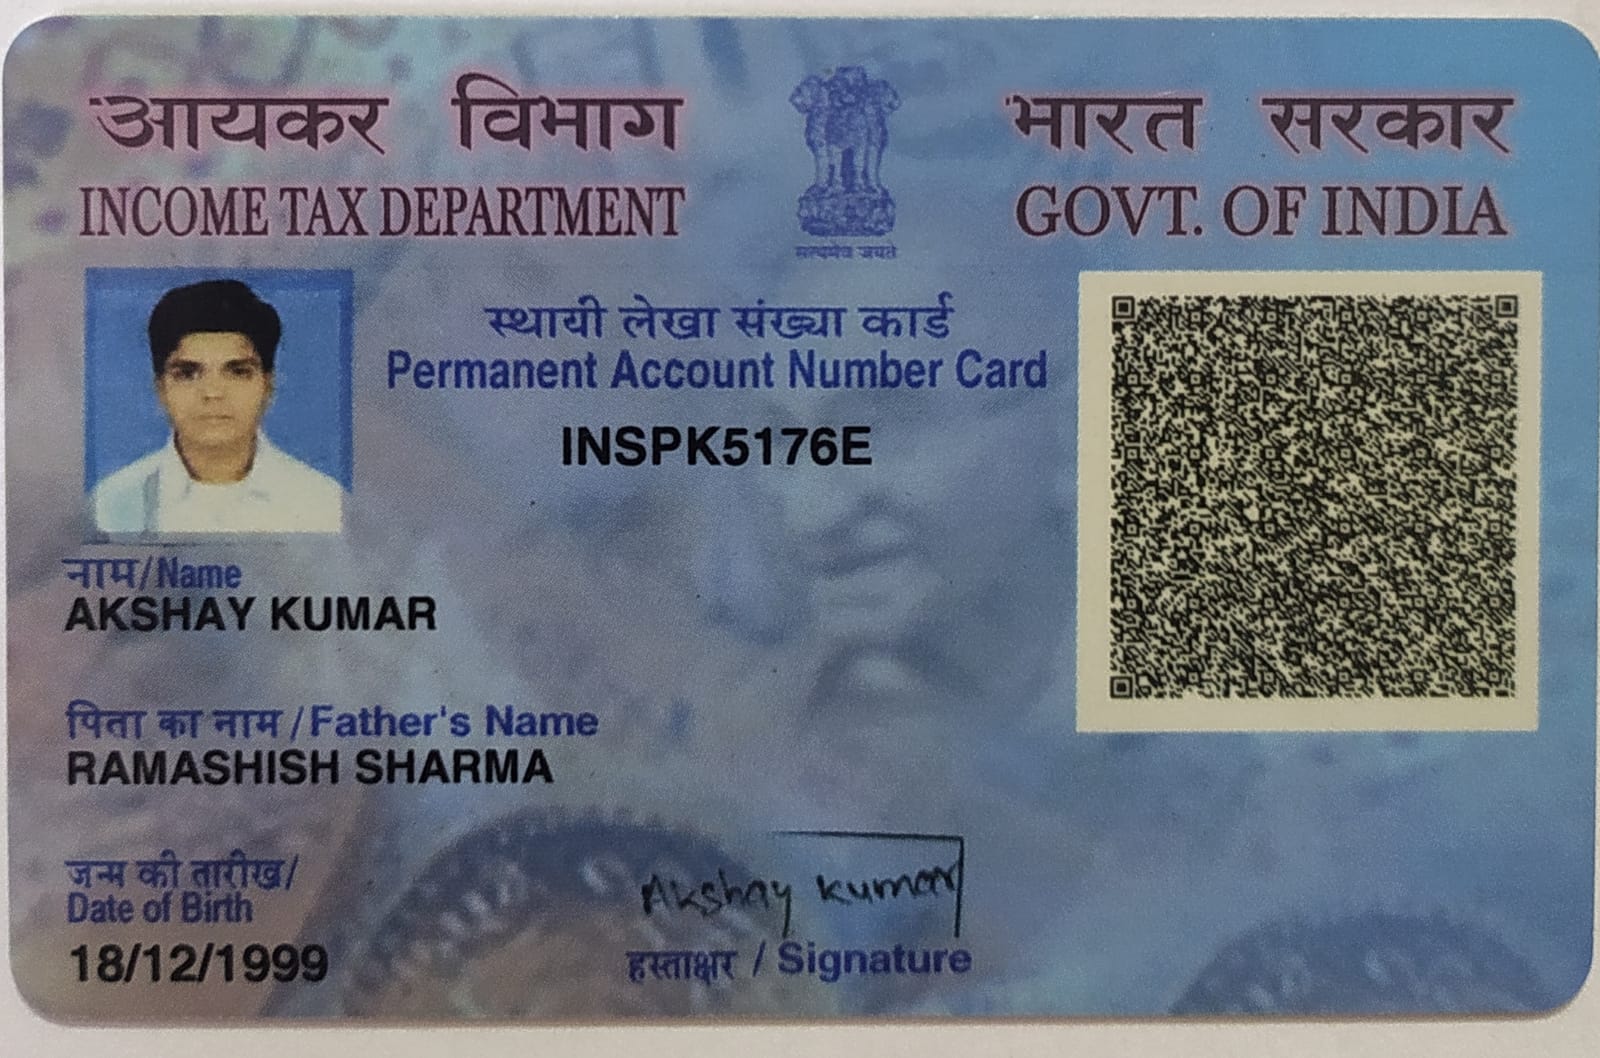 आयकर विभाग
INCOME TAX DEPARTMENT
सत्यमेव जयते
भारत सरकार
GOVT. OF INDIA
स्थायी लेखा संख्या कार्ड
Permanent Account Number Card
INSPK5176E
नाम/Name
AKSHAY KUMAR
पिता का नाम/Father's Name
RAMASHISH SHARMA
जन्म की तारीख/
Date of Birth
18/12/1999
Akshay Kumar
हस्ताक्षर/Signature